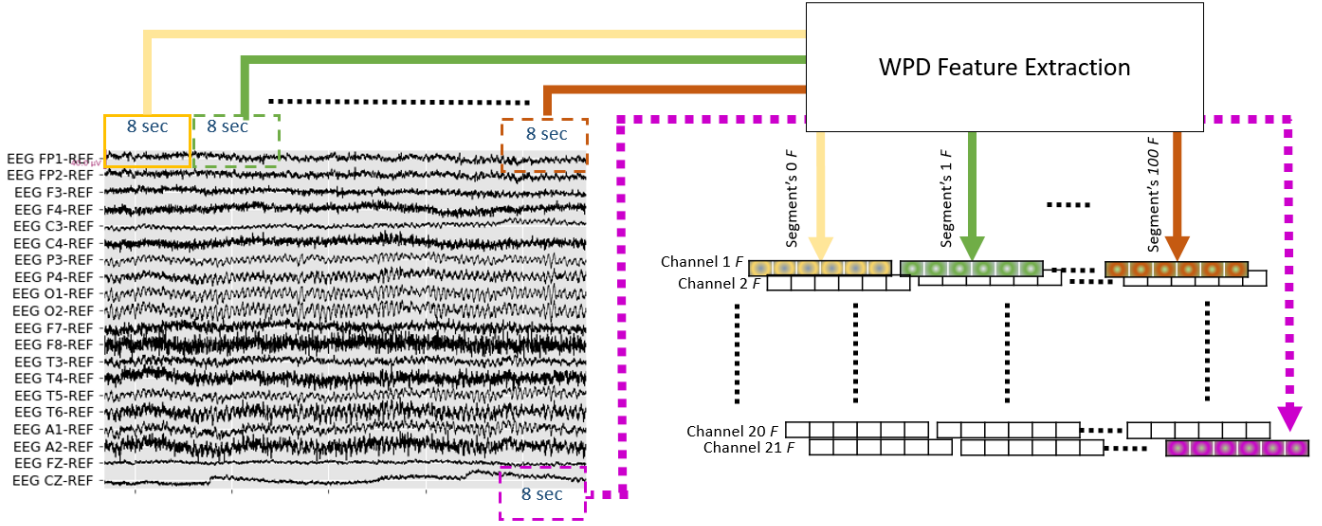 WPD Feature Extraction
8 sec
8 sec
8 sec
EEG FP1-REF
EEG FP2-REF
EEG F3-REF
EEG F4-REF
EEG C3-REF
EEG C4-REF
EEG P3-REF
EEG P4-REF
EEG O1-REF
EEG O2-REF
EEG F7-REF
EEG F8-REF
EEG T3-REF
EEG T4-REF
EEG T5-REF
EEG T6-REF
EEG A1-REF
EEG A2-REF
EEG FZ-REF
EEG CZ-REF
8 sec
Segment's 0 F
Segment's 1 F
Segment's 100 F
Channel 1 F
Channel 2 F
Channel 20 F
Channel 21 F